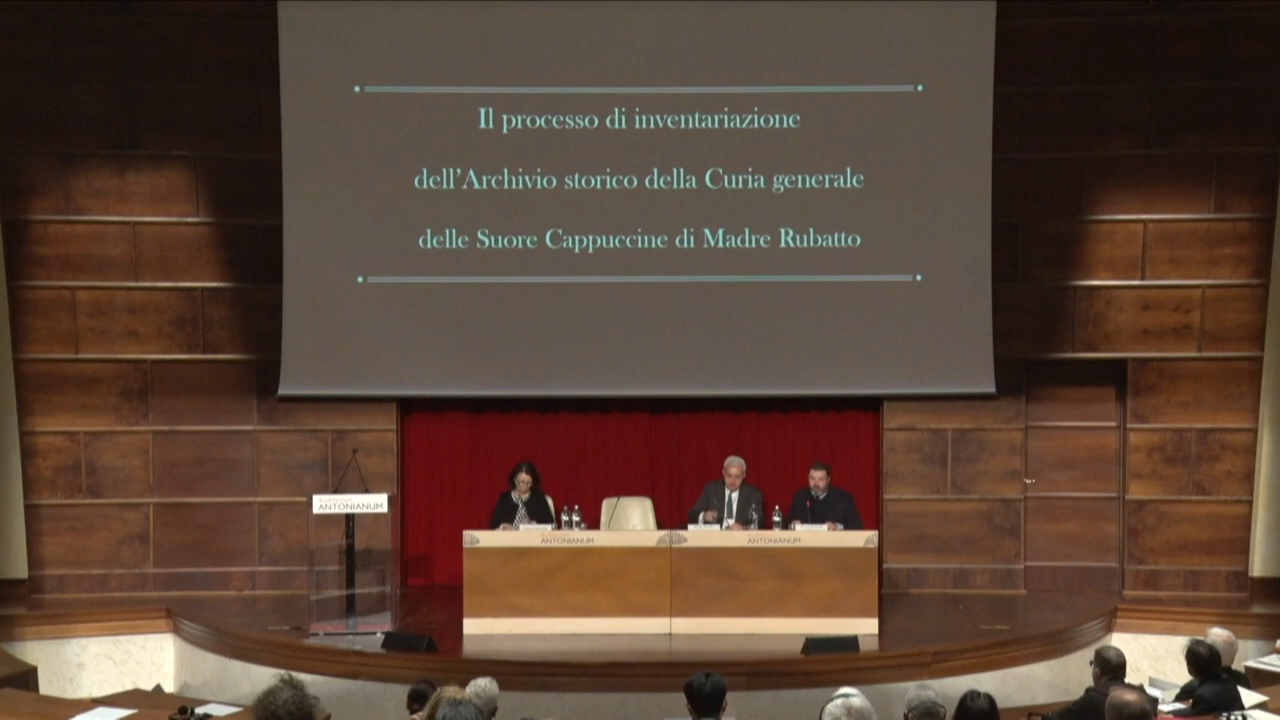 Il processo di inventariazione
dell'Archivio storico della Curia generale
delle Suore Cappuccine di Madre Rubatto
ANTONIANUM
ANTONIANUM
ANTONIANUM